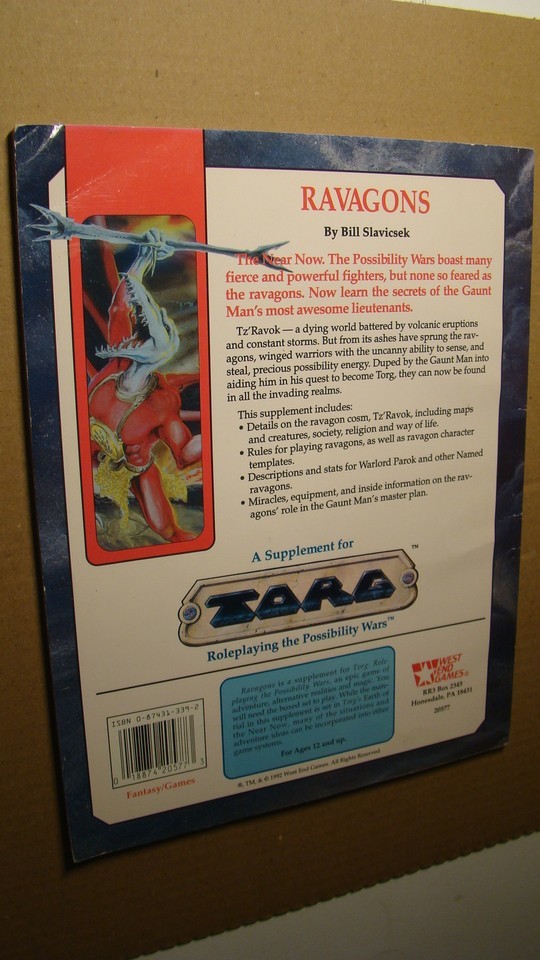 RAVAGONS
By Bill Slavicsek
The Near Now. The Possibility Wars boast many
fierce and powerful fighters, but none so feared as
the ravagons. Now learn the secrets of the Gaunt
Man's most awesome lieutenants.
Tz'Ravok — a dying world battered by volcanic eruptions
and constant storms. But from its ashes have sprung the rav-
agons, winged warriors with the uncanny ability to sense, and
steal, precious possibility energy. Duped by the Gaunt Man into
aiding him in his quest to become Torg, they can now be found
in all the invading realms.
This supplement includes:
• Details on the ravagon cosm, Tz'Ravok, including maps
and creatures, society, religion and way of life.
• Rules for playing ravagons, as well as ravagon character
templates.
• Descriptions and stats for Warlord Parok and other Named
ravagons.
• Miracles, equipment, and inside information on the rav-
agons' role in the Gaunt Man's master plan.
A Supplement for
TORG™
Roleplaying the Possibility Wars™
Ravagons is a supplement for Torg: Role-
playing the Possibility Wars, an epic game of
adventure, alternative realities and magic. You
will need the boxed set to play. While the mate-
rial in this supplement is set in Torg's Earth of
the Near Now, many of the situations and
adventure ideas can be incorporated into other
game systems.
For Ages 12 and up.
®, TM, & © 1992 West End Games. All Rights Reserved.
WEST
END
GAMES®
RR3 Box 2345
Honesdale, PA 18431
20577
ISBN 0-87431-339-2
0 18874 20577 3
Fantasy/Games